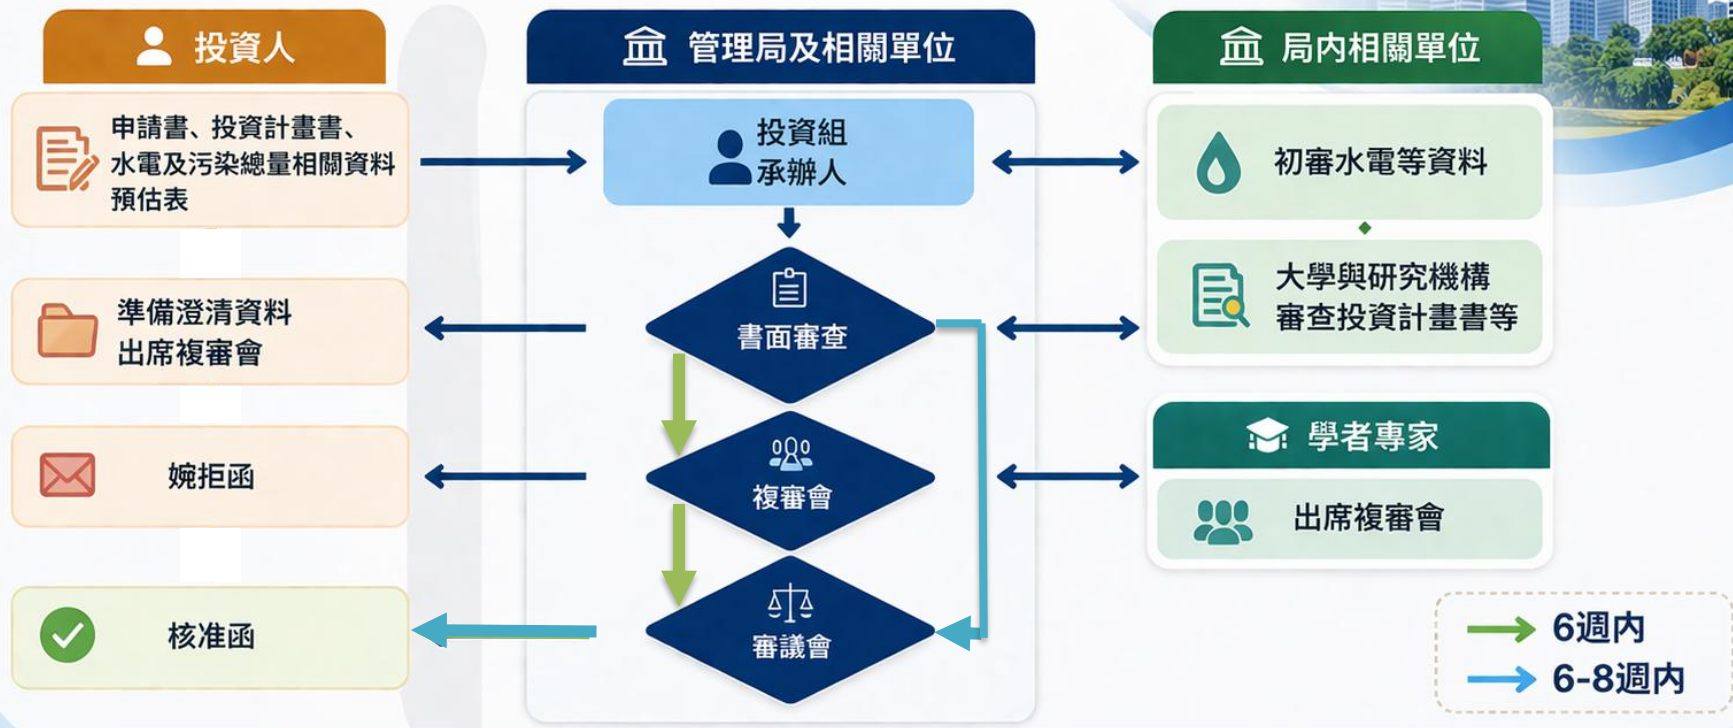 投資人
申請書、投資計畫書、
水電及污染總量相關資料
預估表
準備澄清資料
出席複審會
婉拒函
核准函
管理局及相關單位
投資組
承辦人
書面審查
複審會
審議會
局內相關單位
初審水電等資料
大學與研究機構
審查投資計畫書等
學者專家
出席複審會
6週內
6-8週內